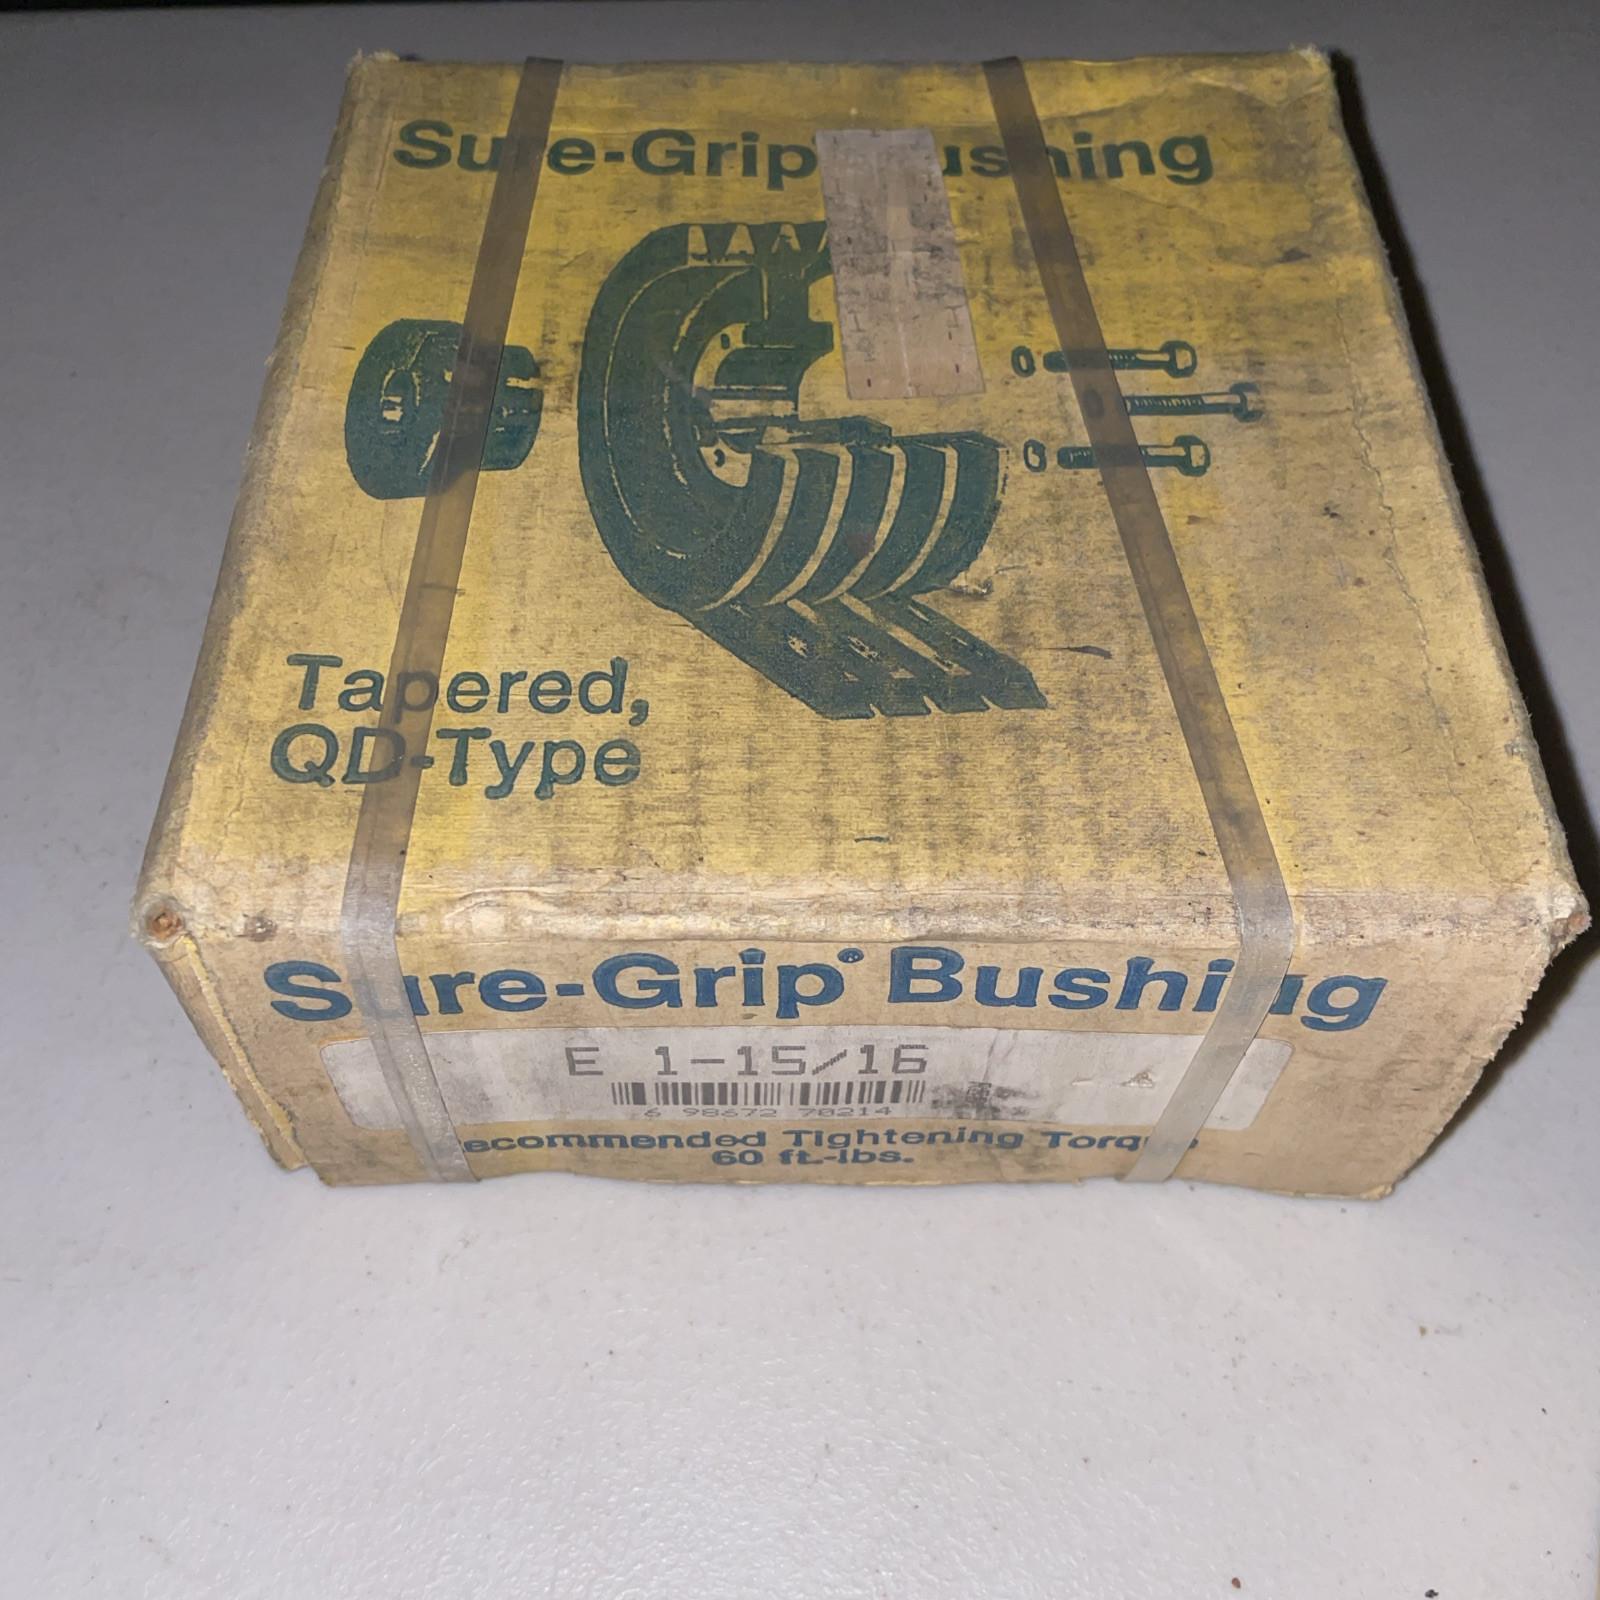 Sure-Grip Bushing
Tapered,
QD-Type
Sure-Grip® Bushing
E 1-15/16
6 98672 70214
Recommended Tightening Torque
60 ft.-lbs.